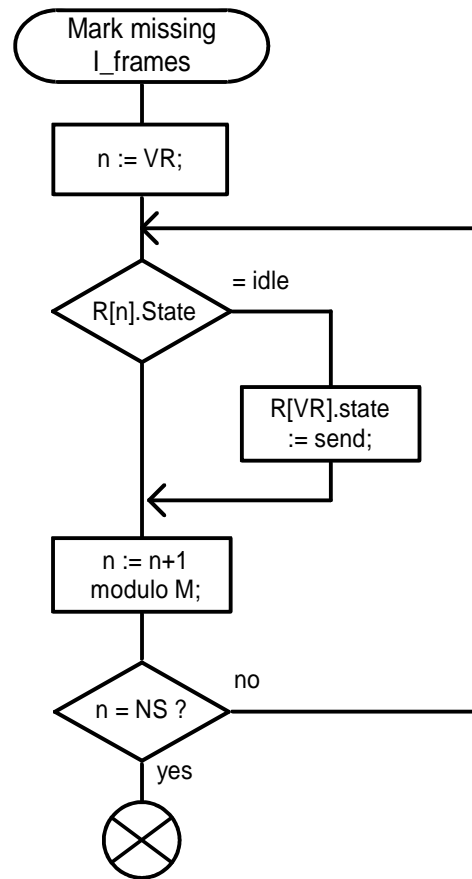 Mark missing
I_frames
n := VR;
R[n].State
= idle
R[VR].state
:= send;
n := n+1
modulo M;
n = NS ?
no
yes